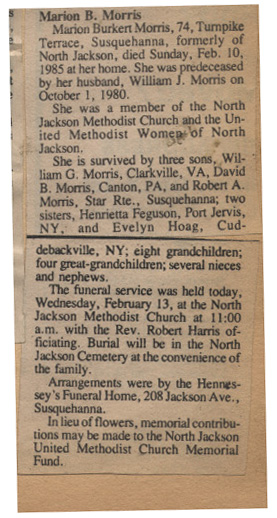 Marion B. Morris
Marion Burkert Morris, 74, Turnpike
Terrace, Susquehanna, formerly of
North Jackson, died Sunday, Feb. 10,
1985 at her home. She was predeceased
by her husband, William J. Morris on
October 1, 1980.
She was a member of the North
Jackson Methodist Church and the Un-
ited Methodist Women of North
Jackson.
She is survived by three sons, Wil-
liam G. Morris, Clarkville, VA, David
B. Morris, Canton, PA, and Robert A.
Morris, Star Rte., Susquehanna; two
sisters, Henrietta Feguson, Port Jervis,
NY, and Evelyn Hoag, Cud-
debackville, NY; eight grandchildren;
four great-grandchildren; several nieces
and nephews.
The funeral service was held today,
Wednesday, February 13, at the North
Jackson Methodist Church at 11:00
a.m. with the Rev. Robert Harris of-
ficiating. Burial will be in the North
Jackson Cemetery at the convenience of
the family.
Arrangements were by the Hennes-
sey's Funeral Home, 208 Jackson Ave.,
Susquehanna.
In lieu of flowers, memorial contribu-
tions may be made to the North Jackson
United Methodist Church Memorial
Fund.